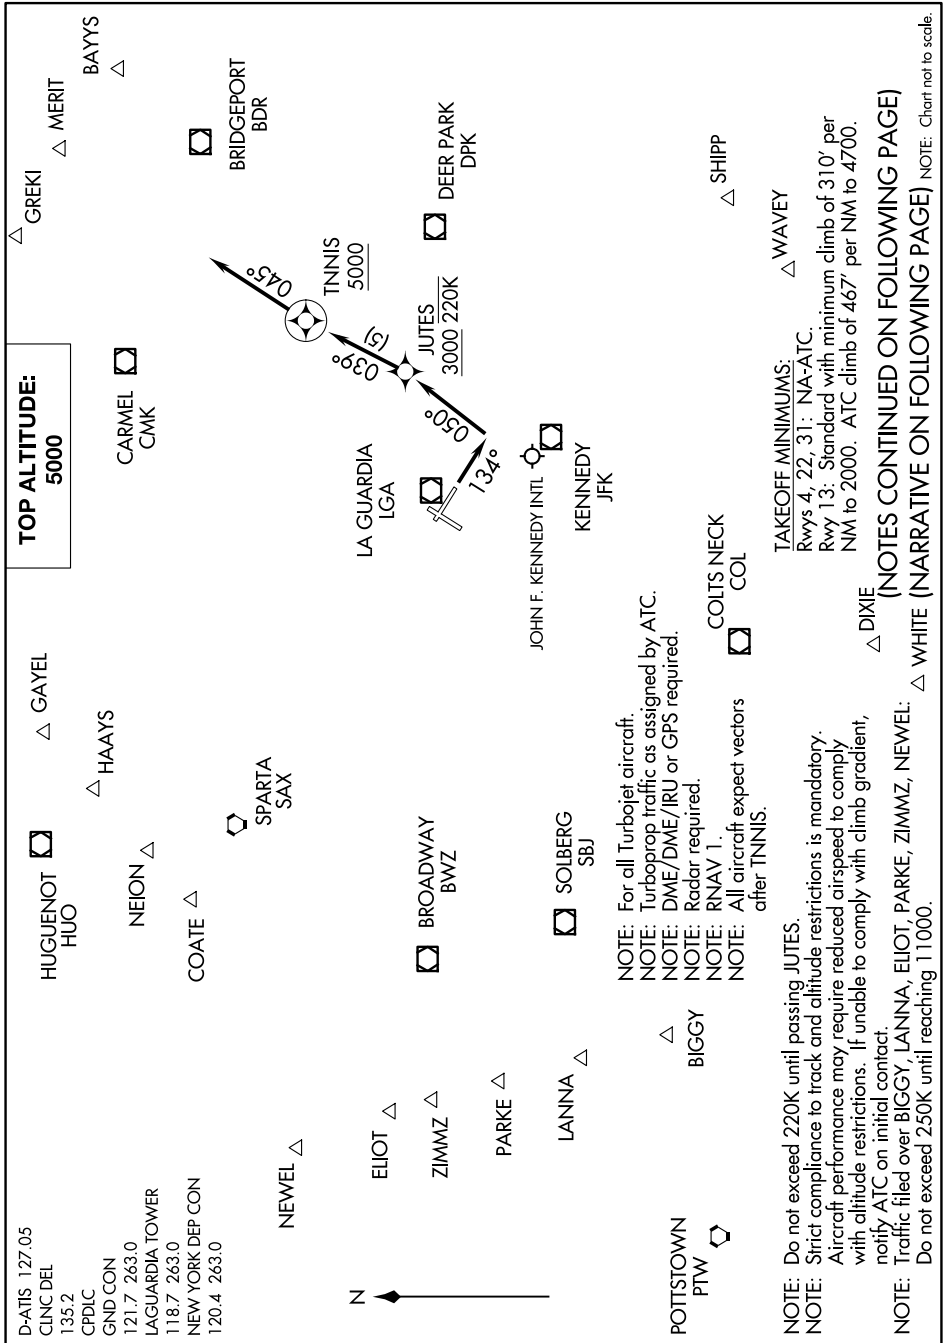 D-ATIS 127.05
CLNC DEL
135.2
CPDLC
GND CON
121.7 263.0
LAGUARDIA TOWER
118.7 263.0
NEW YORK DEP CON
120.4 263.0
TOP ALTITUDE:
5000
HUGUENOT
HUO
GAYEL
HAAYS
NEION
COATE
SPARTA
SAX
GREKI
MERIT
BAYYS
CARMEL
CMK
BRIDGEPORT
BDR
045°
TNNIS
5000
(5)
039°
JUTES
3000 220K
050°
134°
DEER PARK
DPK
LA GUARDIA
LGA
JOHN F. KENNEDY INTL
KENNEDY
JFK
NEWEL
ELIOT
ZIMMZ
PARKE
LANNA
BIGGY
N
BROADWAY
BWZ
SOLBERG
SBJ
POTTSTOWN
PTW
COLTS NECK
COL
SHIPP
WAVEY
DIXIE
WHITE
NOTE: For all Turbojet aircraft.
NOTE: Turboprop traffic as assigned by ATC.
NOTE: DME/DME/IRU or GPS required.
NOTE: Radar required.
NOTE: RNAV 1.
NOTE: All aircraft expect vectors
after TNNIS.
NOTE: Do not exceed 220K until passing JUTES.
NOTE: Strict compliance to track and altitude restrictions is mandatory.
Aircraft performance may require reduced airspeed to comply
with altitude restrictions. If unable to comply with climb gradient,
notify ATC on initial contact.
NOTE: Traffic filed over BIGGY, LANNA, ELIOT, PARKE, ZIMMZ, NEWEL:
Do not exceed 250K until reaching 11000.
TAKEOFF MINIMUMS:
Rwys 4, 22, 31: NA-ATC.
Rwy 13: Standard with minimum climb of 310' per
NM to 2000. ATC climb of 467' per NM to 4700.
(NOTES CONTINUED ON FOLLOWING PAGE)
(NARRATIVE ON FOLLOWING PAGE)
NOTE: Chart not to scale.